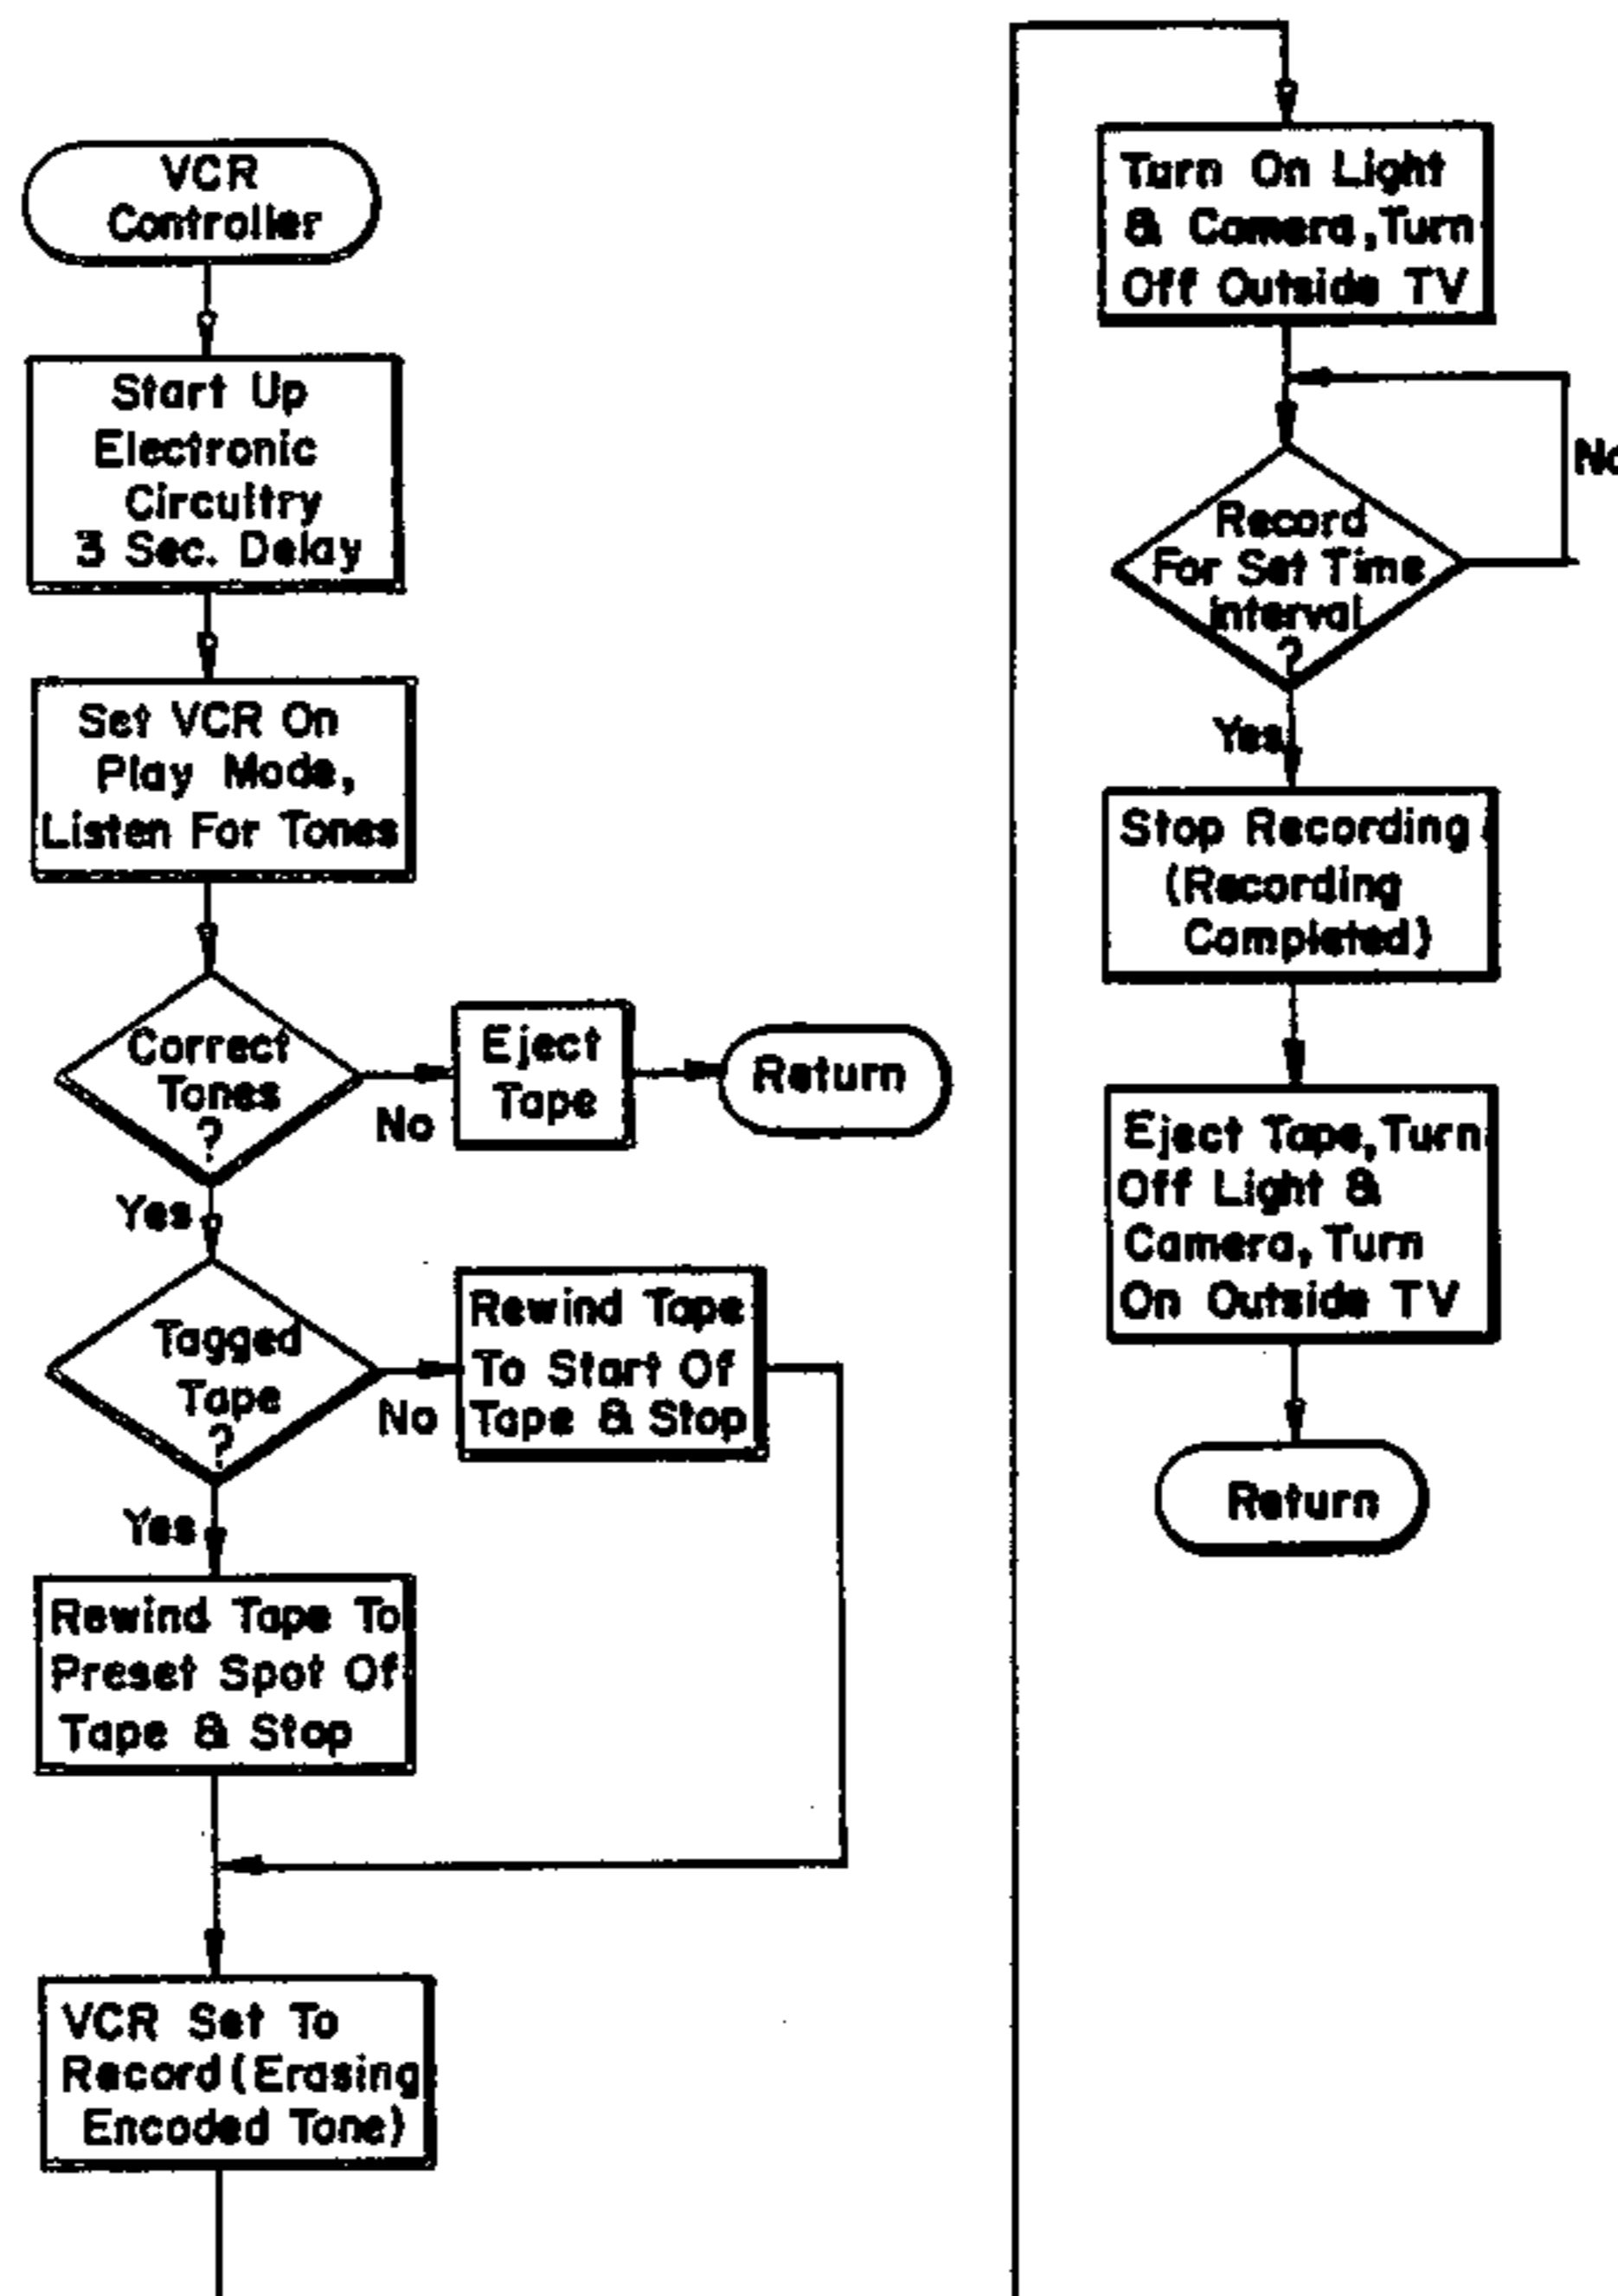 VCR
Controller
Start Up
Electronic
Circuitry
3 Sec. Delay
Set VCR On
Play Mode,
Listen For Tones
Correct
Tones
?
No
Eject
Tape
Return
Yes
Tagged
Tape
?
No
Rewind Tape
To Start Of
Tape & Stop
Yes
Rewind Tape To
Preset Spot Of
Tape & Stop
VCR Set To
Record (Erasing
Encoded Tone)
Turn On Light
& Camera, Turn
Off Outside TV
Record
For Set Time
interval
?
No
Yes
Stop Recording
(Recording
Completed)
Eject Tape, Turn
Off Light &
Camera, Turn
On Outside TV
Return